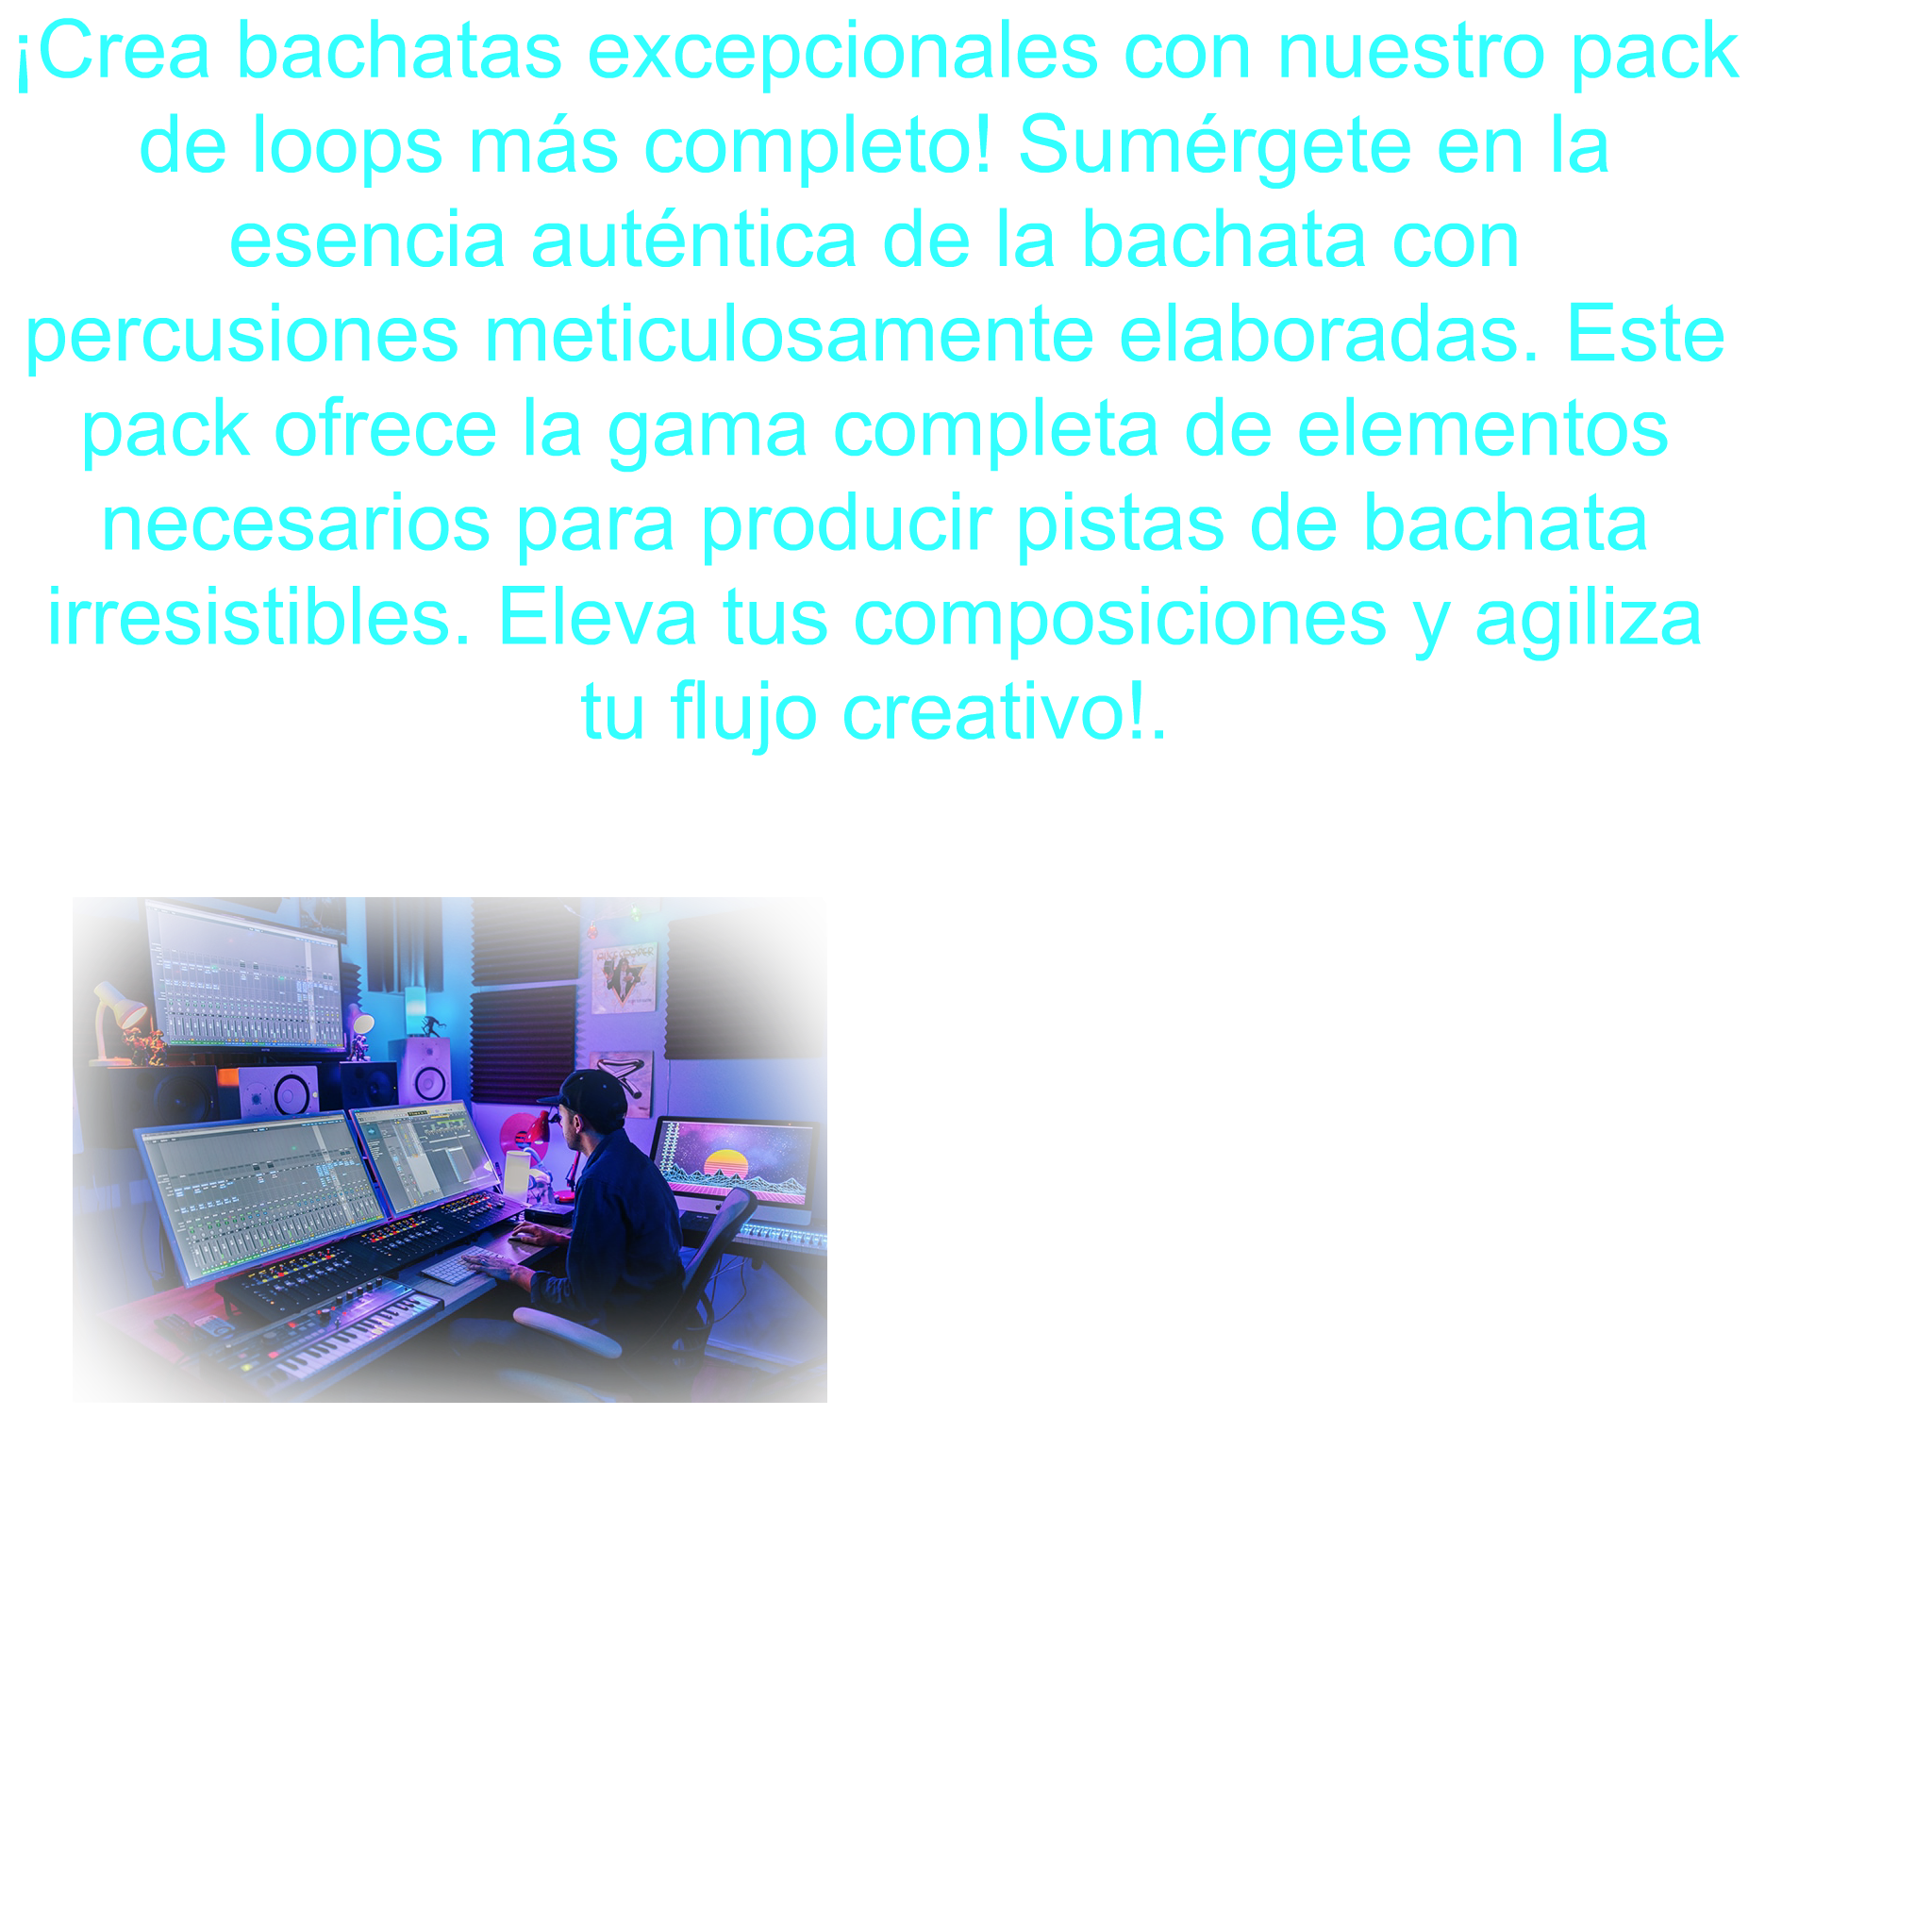 ¡Crea bachatas excepcionales con nuestro pack
de loops más completo! Sumérgete en la
esencia auténtica de la bachata con
percusiones meticulosamente elaboradas. Este
pack ofrece la gama completa de elementos
necesarios para producir pistas de bachata
irresistibles. Eleva tus composiciones y agiliza
tu flujo creativo!.